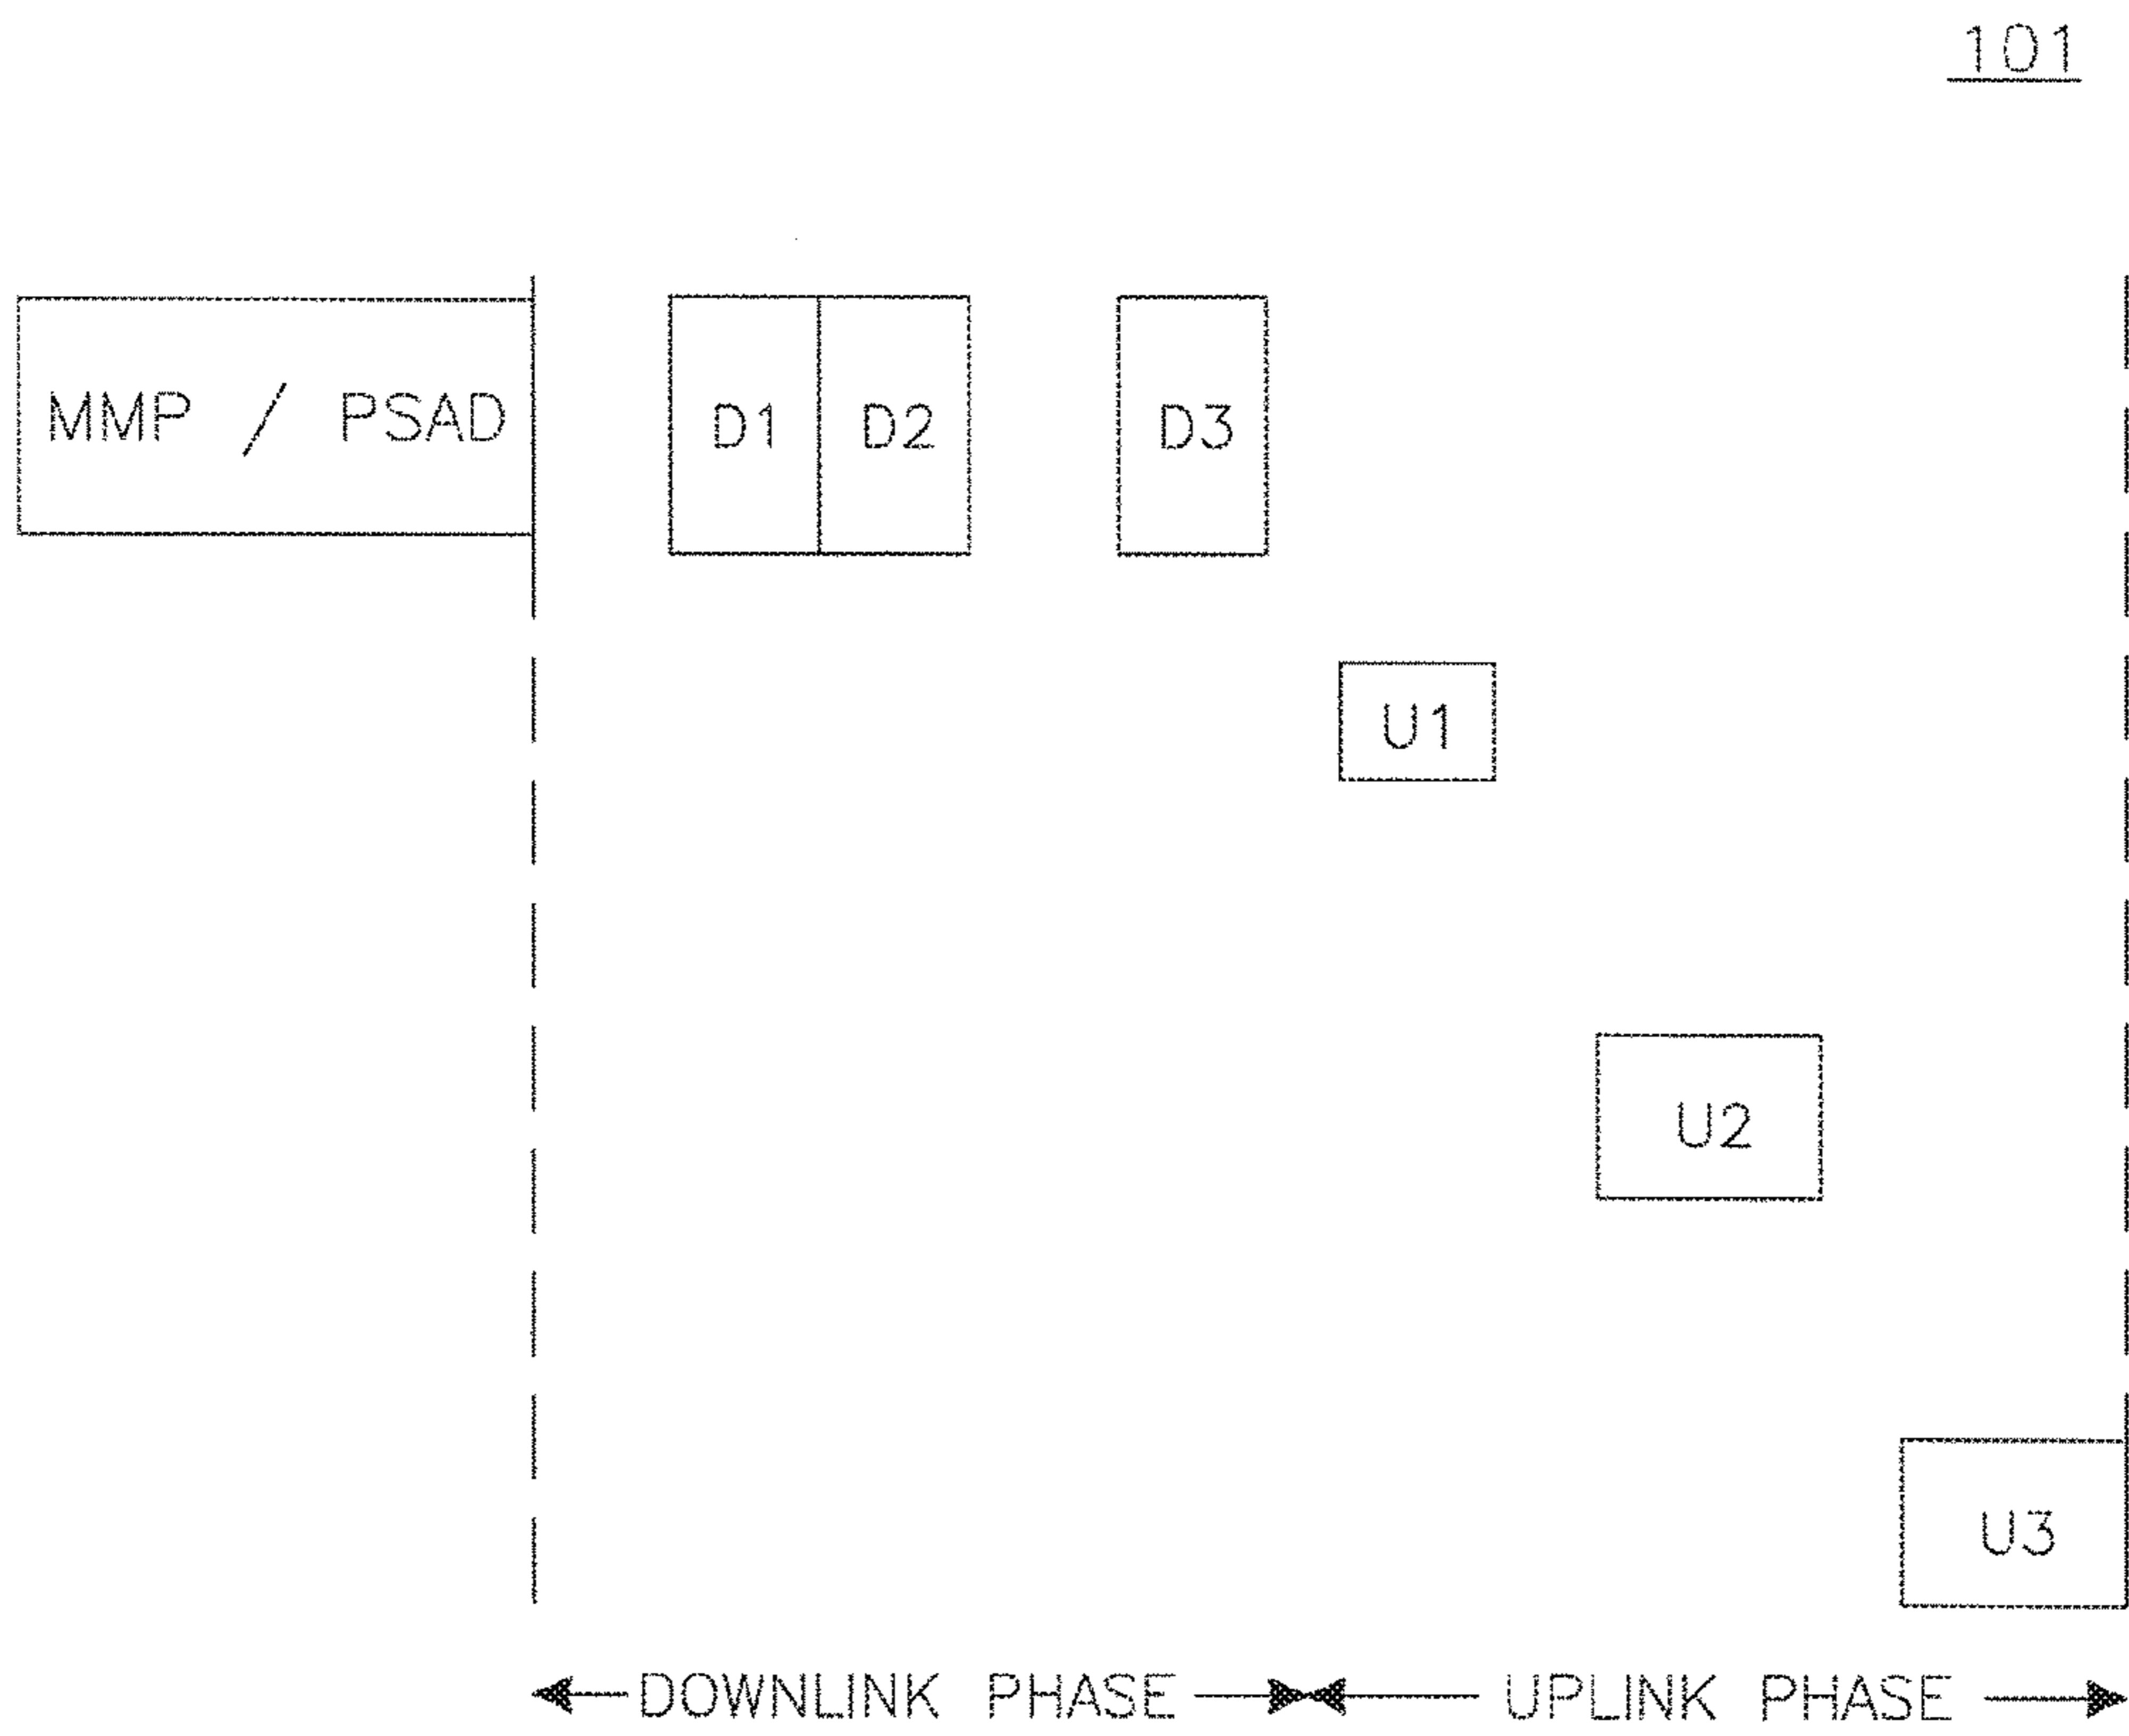 101
MMP / PSAD
D1
D2
D3
U1
U2
U3
DOWNLINK PHASE
UPLINK PHASE